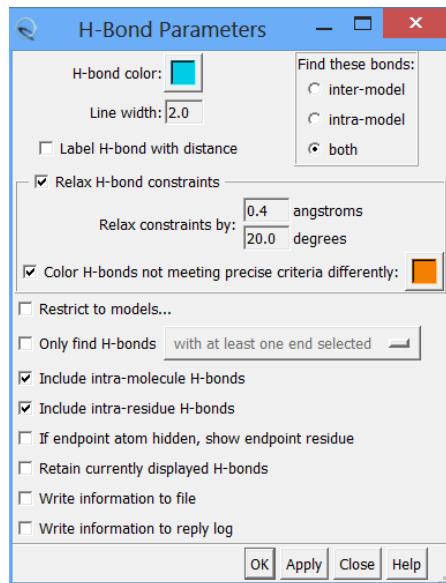 H-Bond Parameters
H-bond color:
Find these bonds:
inter-model
Line width: 2.0
intra-model
Label H-bond with distance
both
Relax H-bond constraints
Relax constraints by: 0.4 angstroms
20.0 degrees
Color H-bonds not meeting precise criteria differently:
Restrict to models...
Only find H-bonds with at least one end selected
Include intra-molecule H-bonds
Include intra-residue H-bonds
If endpoint atom hidden, show endpoint residue
Retain currently displayed H-bonds
Write information to file
Write information to reply log
OK Apply Close Help